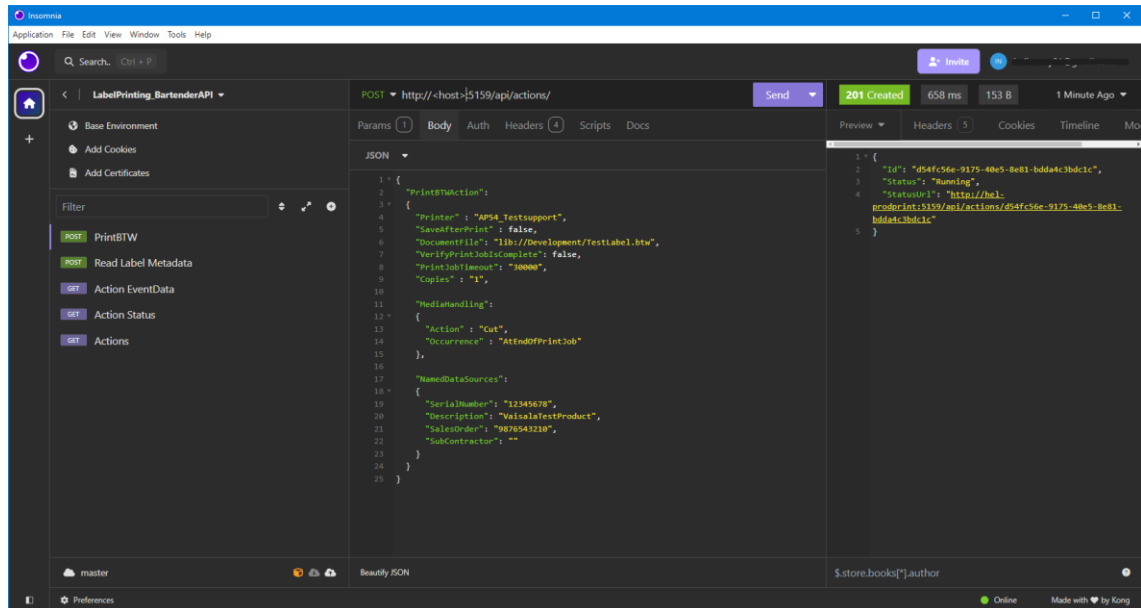 Insomnia
Application File Edit View Window Tools Help
Search.. Ctrl + P
Invite
IN
LabelPrinting_BartenderAPI
Base Environment
Add Cookies
Add Certificates
Filter
POST PrintBTW
POST Read Label Metadata
GET Action EventData
GET Action Status
GET Actions
master
Preferences
POST http://<host>:5159/api/actions/
Send
Params 1 Body Auth Headers 4 Scripts Docs
JSON
1 {
2 "PrintBTWAction":
3 {
4 "Printer" : "AP54_Testsupport",
5 "SaveAfterPrint" : false,
6 "DocumentFile": "lib://Development/TestLabel.btw",
7 "VerifyPrintJobIsComplete": false,
8 "PrintJobTimeout": "30000",
9 "Copies" : "1",
10
11 "MediaHandling":
12 {
13 "Action" : "Cut",
14 "Occurrence" : "AtEndOfPrintJob"
15 },
16
17 "NamedDataSources":
18 {
19 "SerialNumber": "12345678",
20 "Description": "VaisalaTestProduct",
21 "SalesOrder": "9876543210",
22 "SubContractor": ""
23 }
24 }
25 }
Beautify JSON
201 Created 658 ms 153 B 1 Minute Ago
Preview Headers 5 Cookies Timeline Mo
1 {
2 "Id": "d54fc56e-9175-40e5-8e81-bdda4c3bdc1c",
3 "Status": "Running",
4 "StatusUrl": "http://hel-
prodprint:5159/api/actions/d54fc56e-9175-40e5-8e81-
bdda4c3bdc1c"
5 }
$.store.books[*].author
Online Made with ♥ by Kong